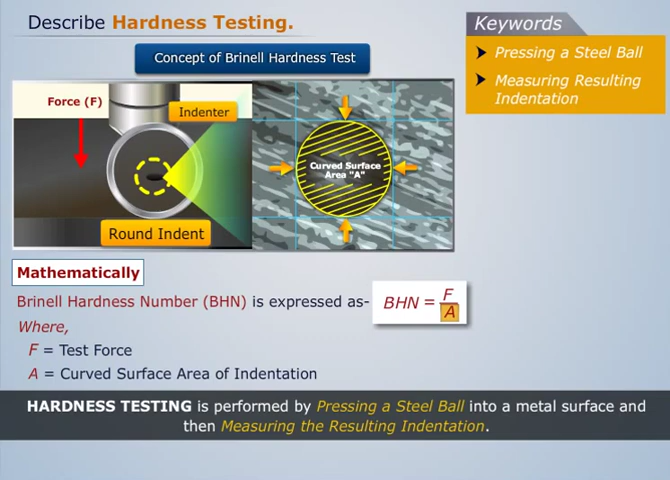 Describe Hardness Testing.
Keywords
Pressing a Steel Ball
Measuring Resulting
Indentation
Concept of Brinell Hardness Test
Force (F)
Indenter
Round Indent
Curved Surface
Area "A"
Mathematically
Brinell Hardness Number (BHN) is expressed as- BHN = F/A
Where,
F = Test Force
A = Curved Surface Area of Indentation
HARDNESS TESTING is performed by Pressing a Steel Ball into a metal surface and
then Measuring the Resulting Indentation.